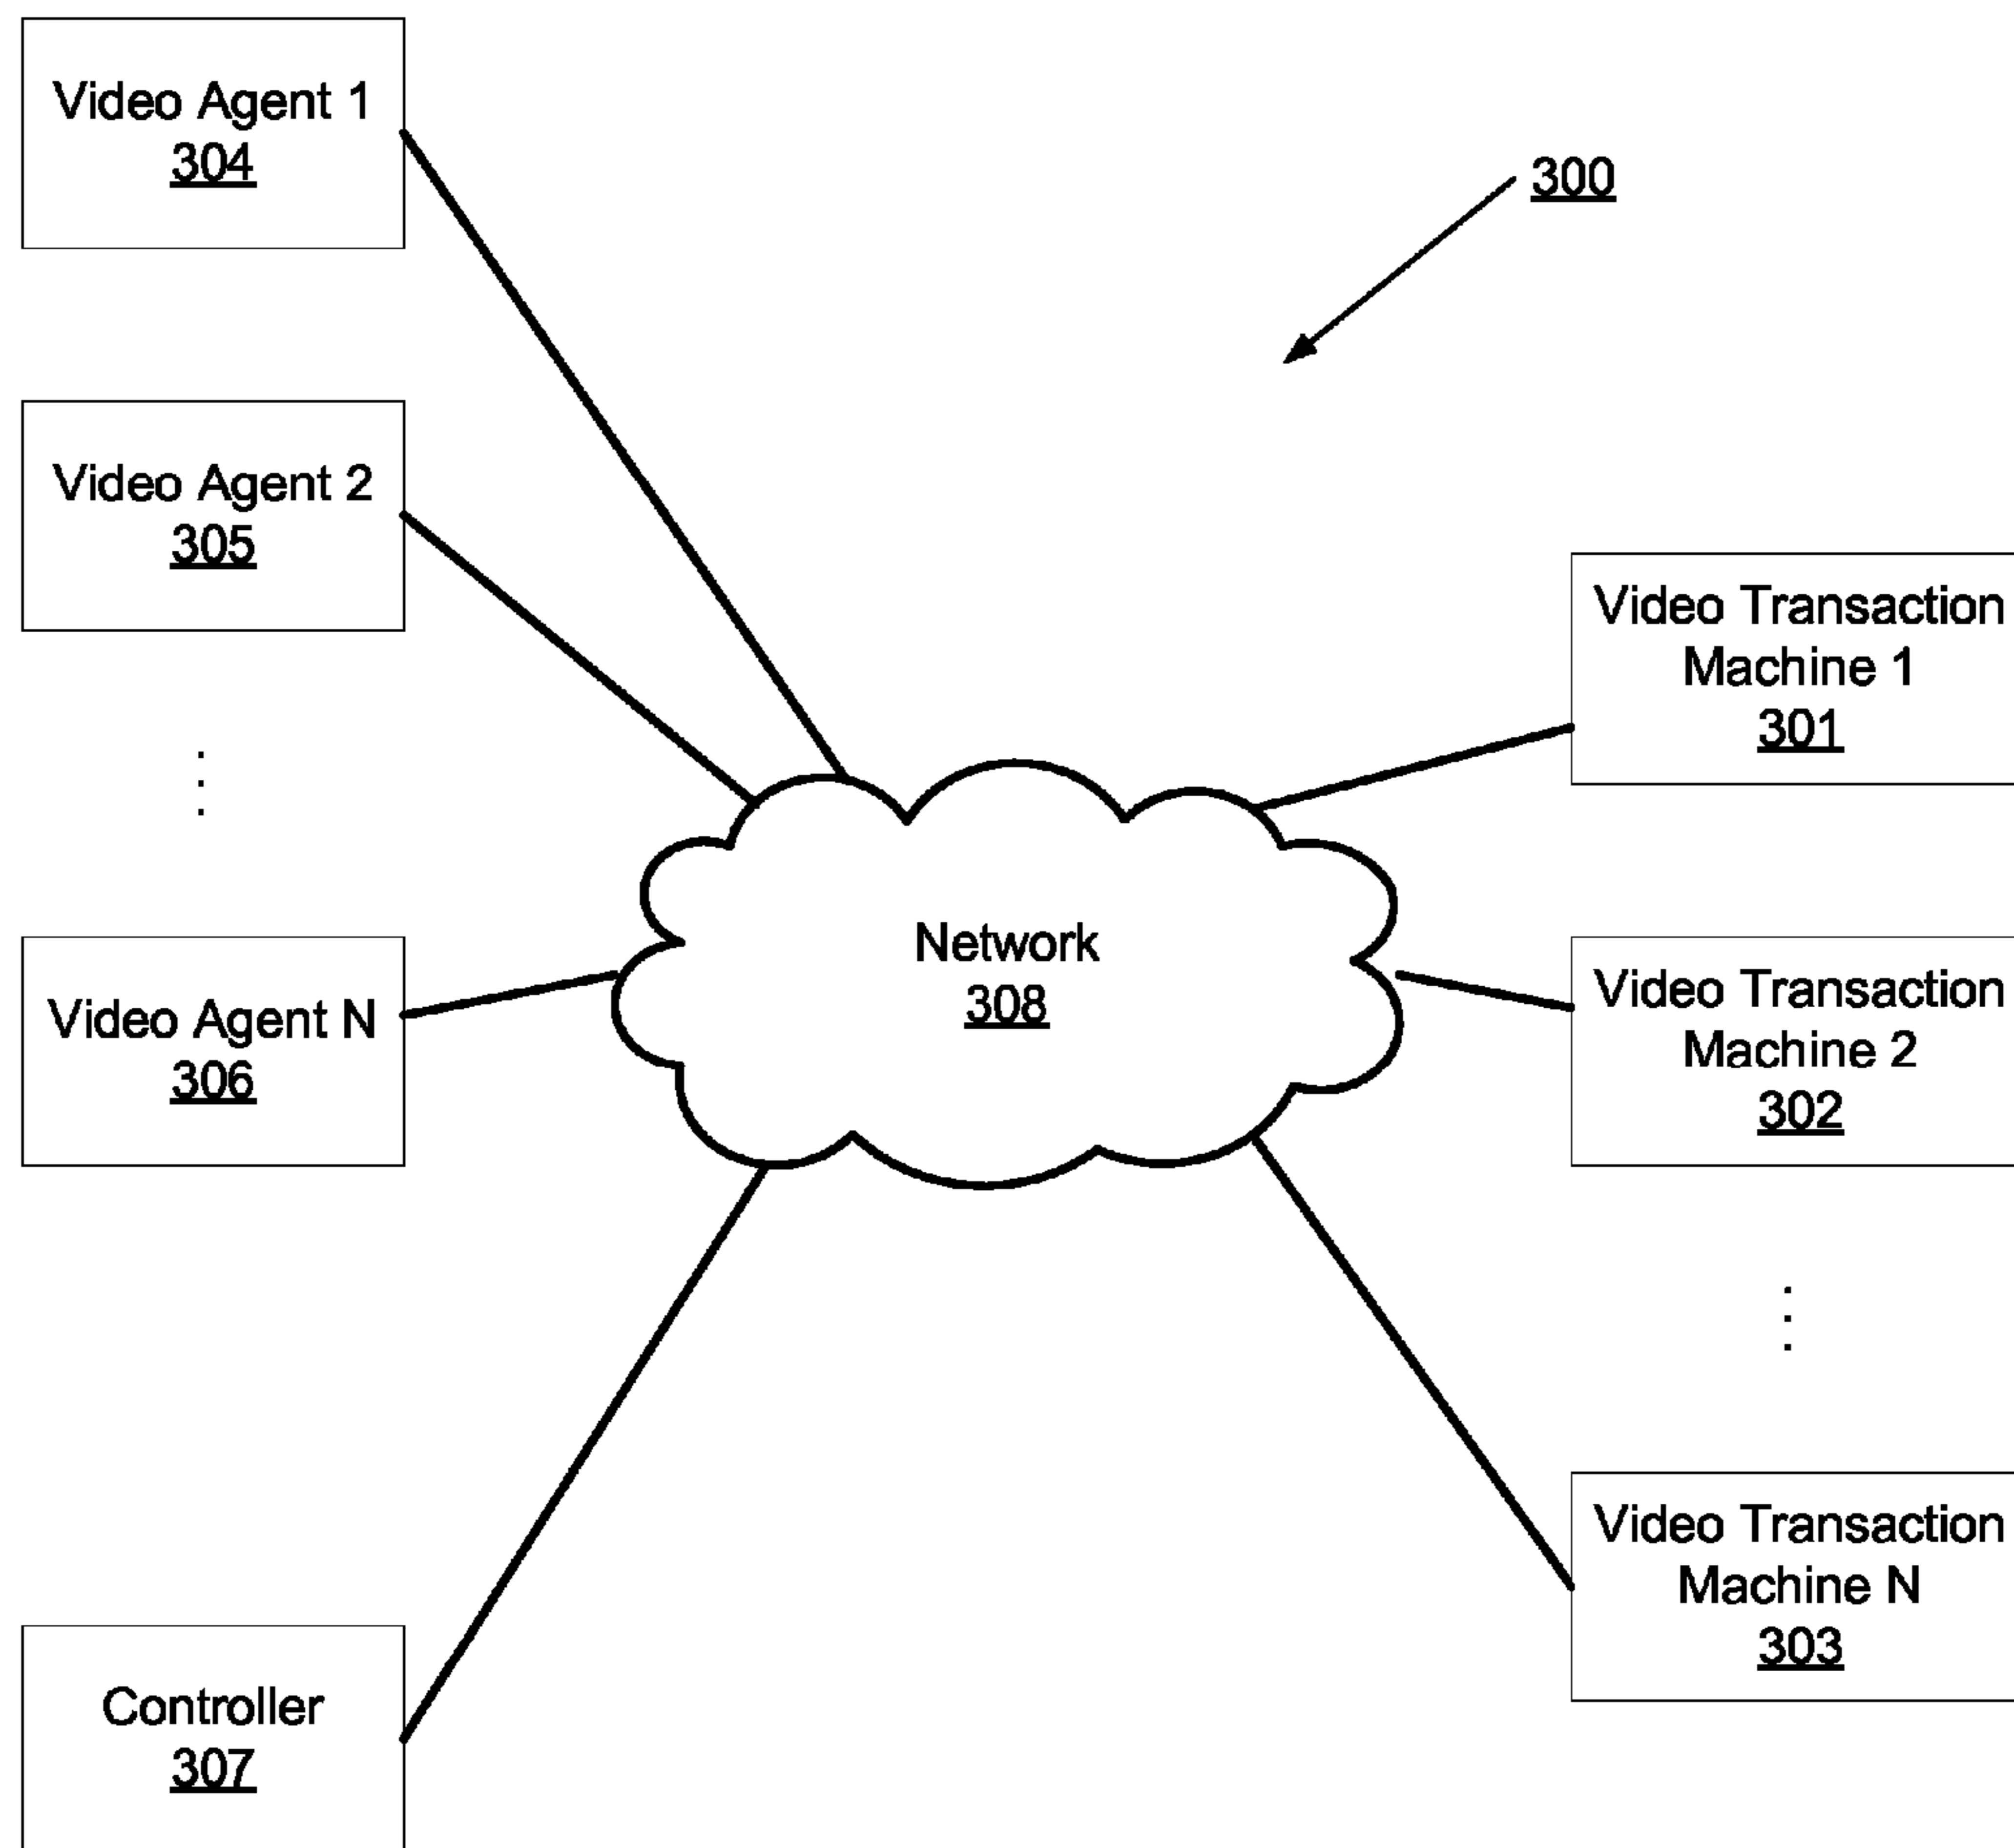 Video Agent 1
304
300
Video Agent 2
305
Video Transaction
Machine 1
301
Network
308
Video Agent N
306
Video Transaction
Machine 2
302
Video Transaction
Machine N
303
Controller
307